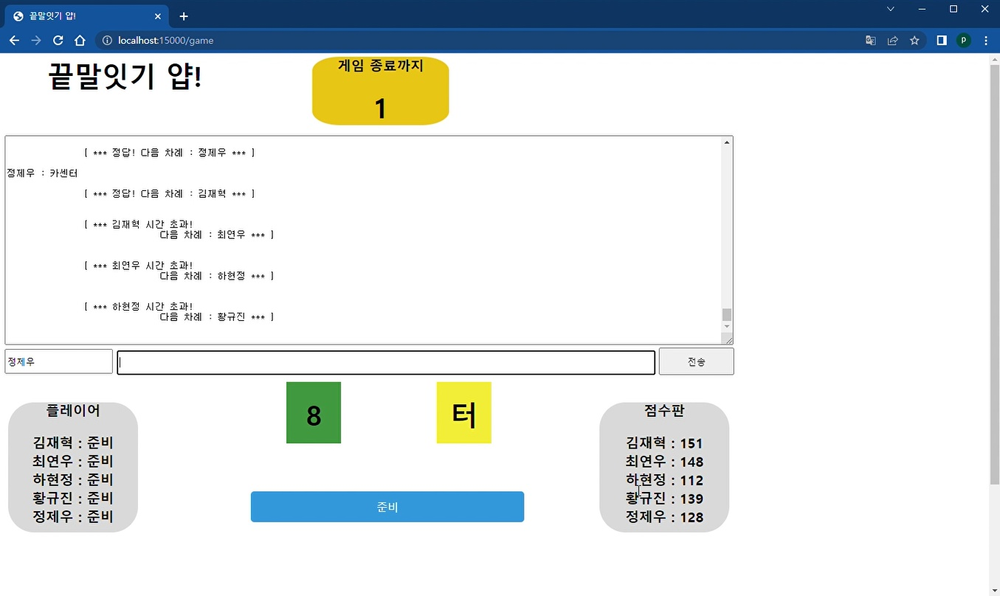 끝말잇기 얍!
localhost:15000/game
P
끝말잇기 얍!
게임 종료까지
1
[ *** 정답! 다음 차례 : 정제우 *** ]
정제우 : 카센터
[ *** 정답! 다음 차례 : 김재혁 *** ]
[ *** 김재혁 시간 초과!
다음 차례 : 최연우 *** ]
[ *** 최연우 시간 초과!
다음 차례 : 하현정 *** ]
[ *** 하현정 시간 초과!
다음 차례 : 황규진 *** ]
정제우
전송
8
터
플레이어
김재혁 : 준비
최연우 : 준비
하현정 : 준비
황규진 : 준비
정제우 : 준비
준비
점수판
김재혁 : 151
최연우 : 148
하현정 : 112
황규진 : 139
정제우 : 128